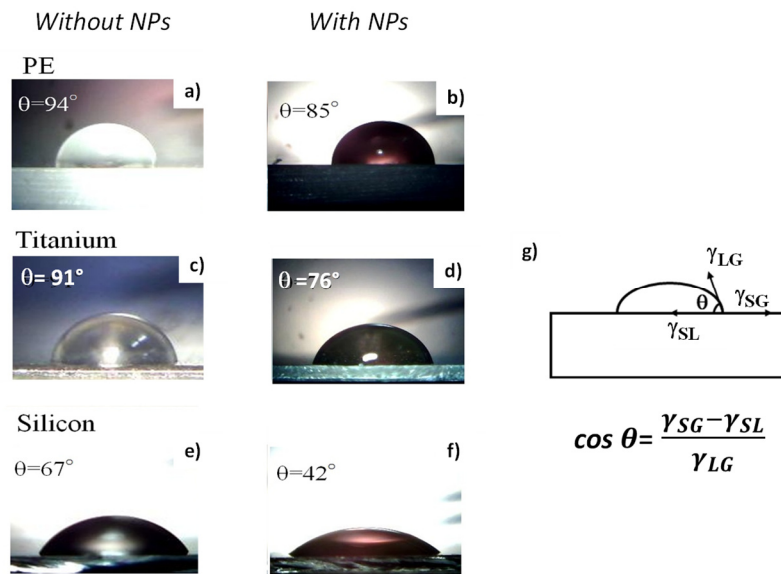 Without NPs
With NPs
PE
a)
θ=94°
b)
θ=85°
Titanium
c)
θ= 91°
d)
θ=76°
g)
γLG
θ
γSG
γSL
Silicon
e)
θ=67°
f)
θ=42°
cos θ= (γSG−γSL)/γLG